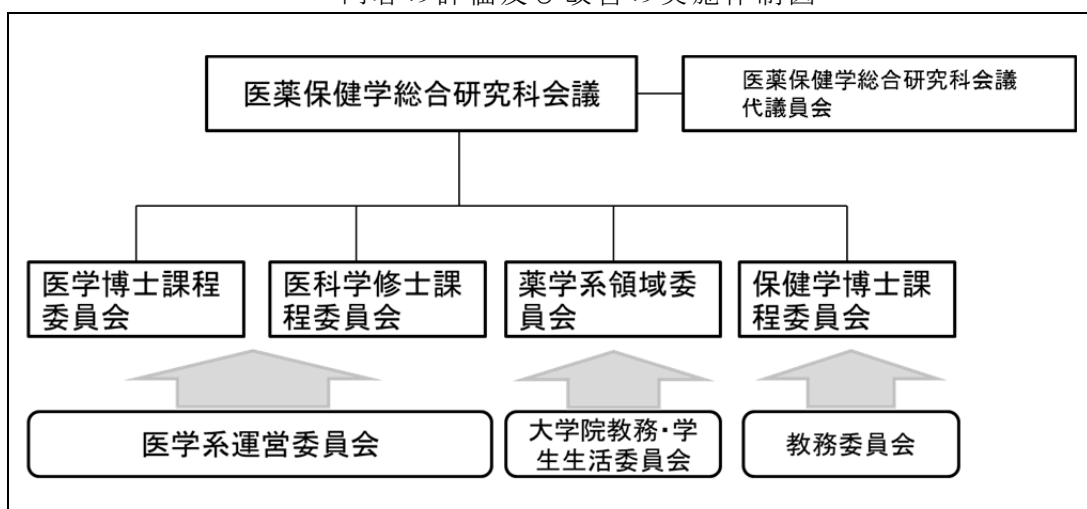 医薬保健学総合研究科会議
医薬保健学総合研究科会議
代議員会
医学博士課程
委員会
医科学修士課
程委員会
薬学系領域委
員会
保健学博士課
程委員会
医学系運営委員会
大学院教務・学
生生活委員会
教務委員会